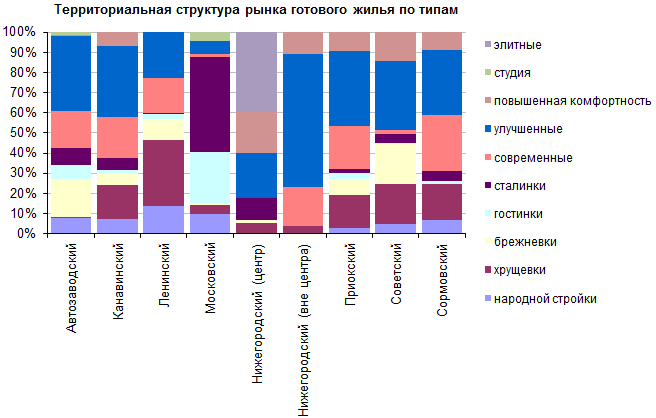 Территориальная структура рынка готового жилья по типам
100%
90%
80%
70%
60%
50%
40%
30%
20%
10%
0%
Автозаводский
Канавинский
Ленинский
Московский
Нижегородский (центр)
Нижегородский (вне центра)
Приокский
Советский
Сормовский
элитные
студия
повышенная комфортность
улучшенные
современные
сталинки
гостинки
брежневки
хрущевки
народной стройки